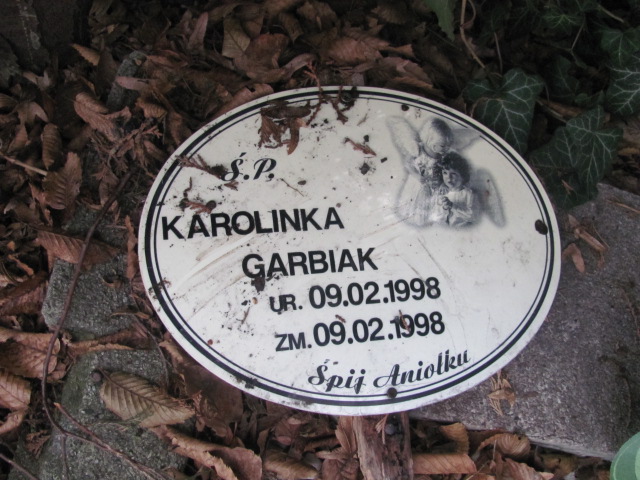 Ś.P.
KAROLINKA
GARBIAK
UR. 09.02.1998
ZM. 09.02.1998
Śpij Aniołku